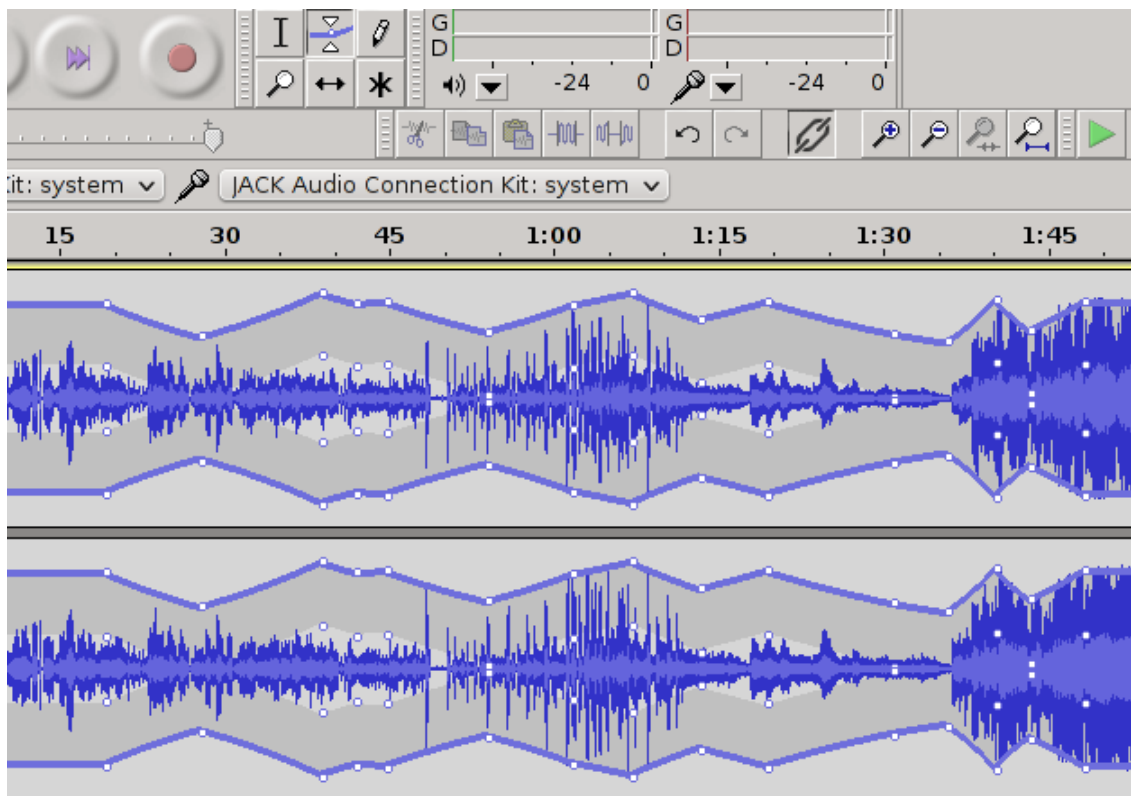 G G
D D
-24 0 -24 0
Kit: system JACK Audio Connection Kit: system
15 30 45 1:00 1:15 1:30 1:45